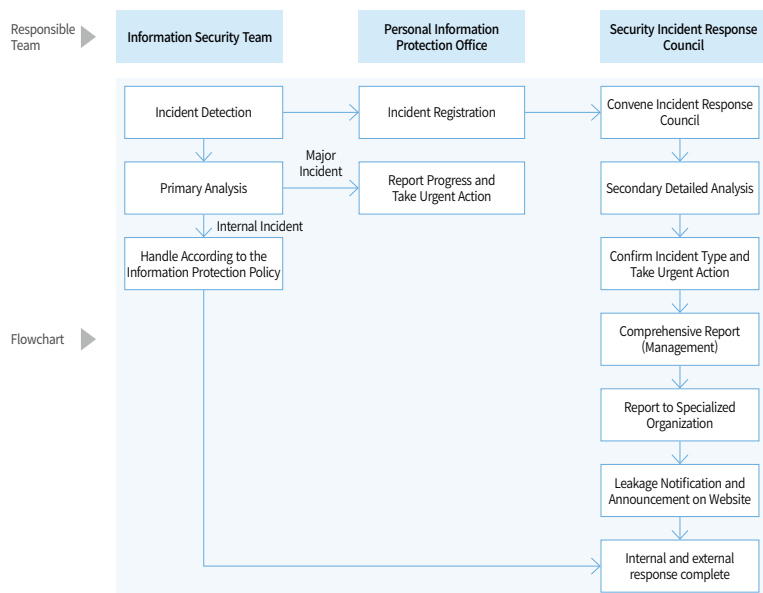 Responsible
Team
Information Security Team
Personal Information
Protection Office
Security Incident Response
Council
Incident Detection
Incident Registration
Convene Incident Response
Council
Major
Incident
Primary Analysis
Report Progress and
Take Urgent Action
Secondary Detailed Analysis
Internal Incident
Handle According to the
Information Protection Policy
Confirm Incident Type and
Take Urgent Action
Flowchart
Comprehensive Report
(Management)
Report to Specialized
Organization
Leakage Notification and
Announcement on Website
Internal and external
response complete